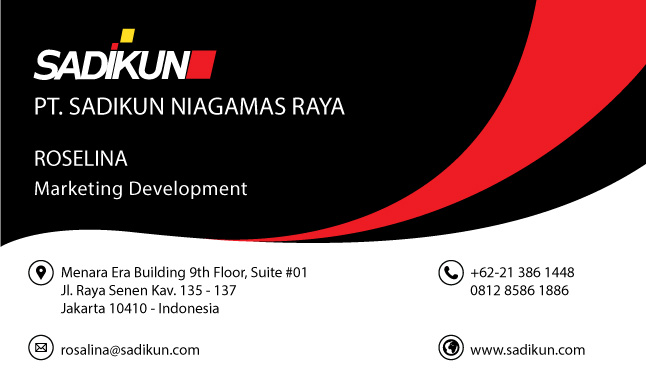 SADIKUN
PT. SADIKUN NIAGAMAS RAYA
ROSELINA
Marketing Development
Menara Era Building 9th Floor, Suite #01
Jl. Raya Senen Kav. 135 - 137
Jakarta 10410 - Indonesia
+62-21 386 1448
0812 8586 1886
rosalina@sadikun.com
www.sadikun.com